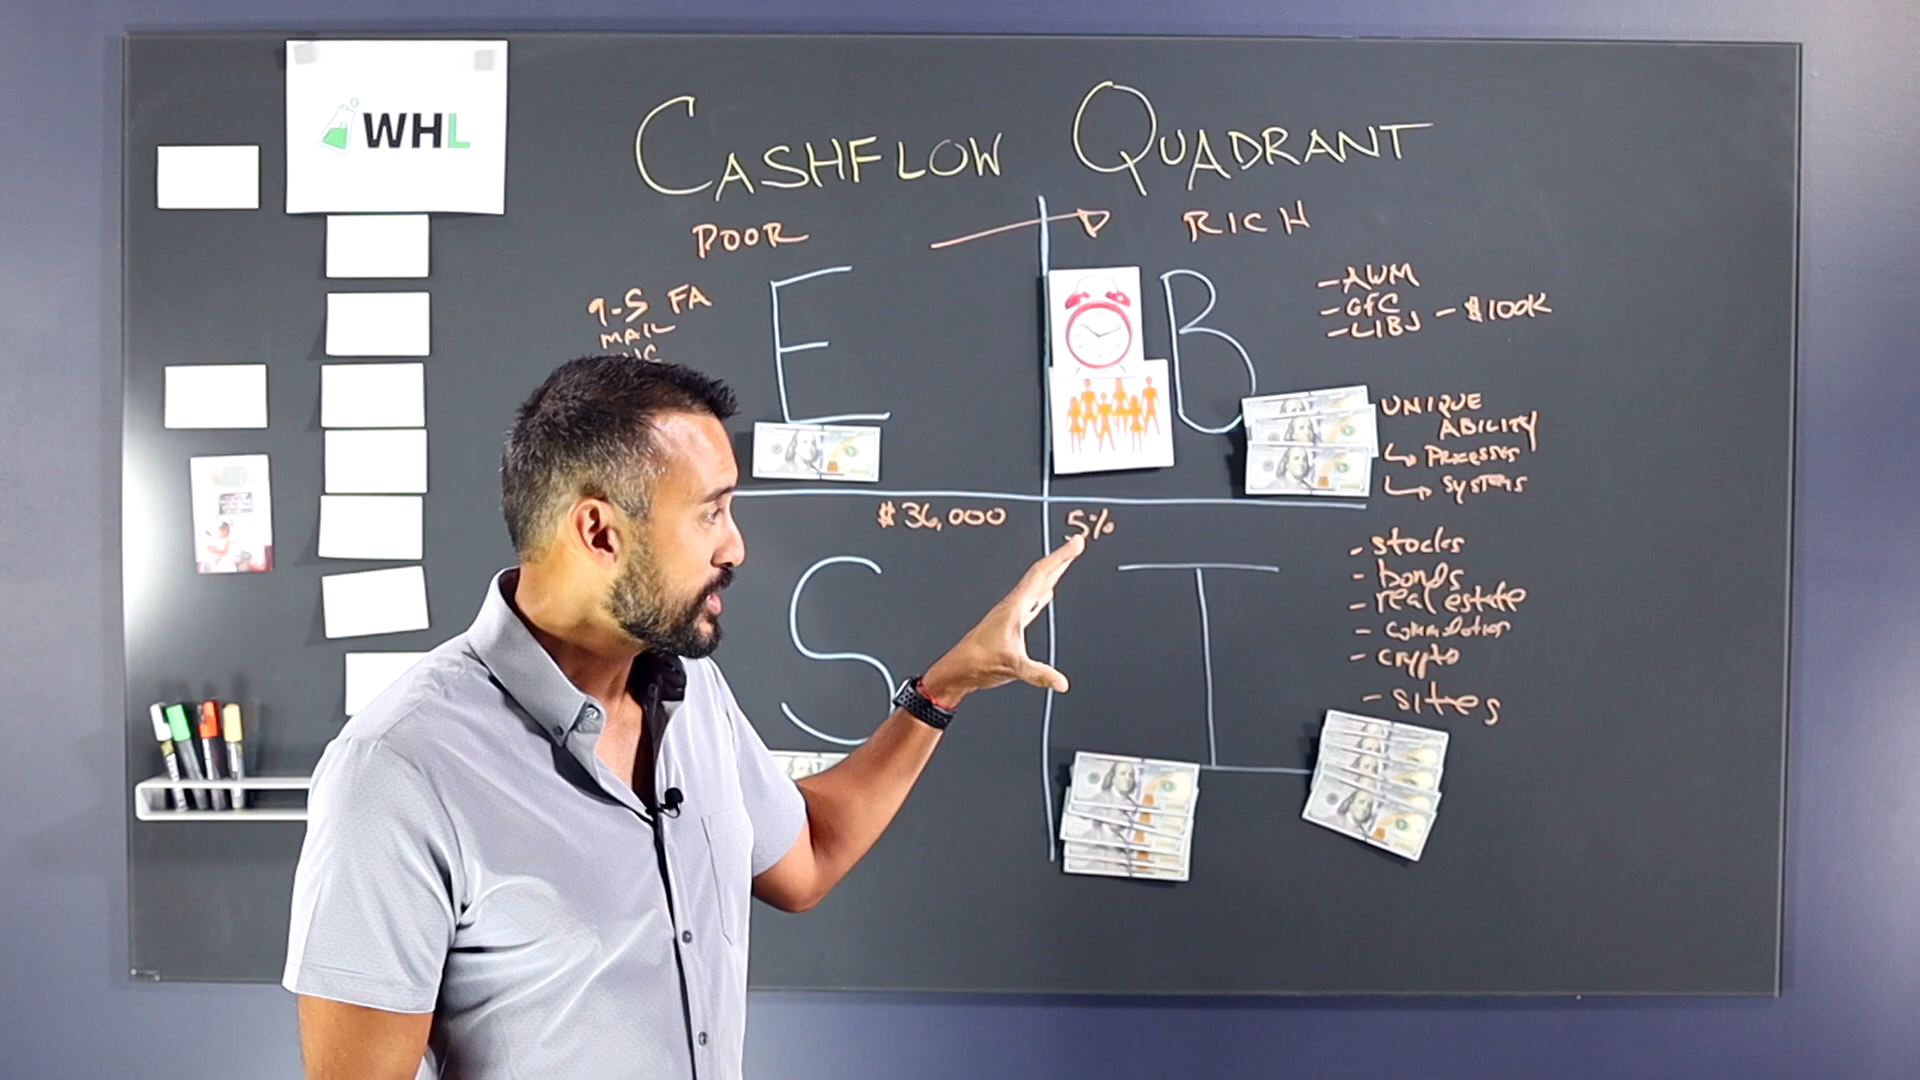 WHL
CASHFLOW QUADRANT
POOR
RICH
E
B
9-5 FA
MAIL
-AWM
-GFC
-LIBJ - $100K
UNIQUE
ABILITY
PROCESSES
SYSTEMS
$36,000
5%
S
I
- stocks
- bonds
- real estate
- crypto
- sites